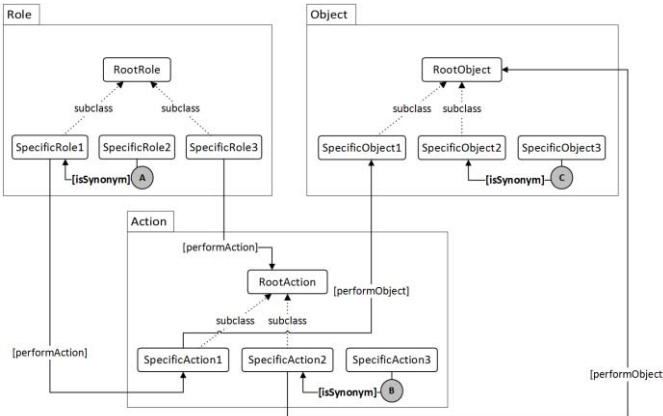 Role
Object
RootRole
RootObject
subclass
subclass
subclass
subclass
SpecificRole1
SpecificRole2
SpecificRole3
SpecificObject1
SpecificObject2
SpecificObject3
[isSynonym]
A
[isSynonym]
C
Action
[performAction]
RootAction
[performObject]
subclass
subclass
[performAction]
SpecificAction1
SpecificAction2
SpecificAction3
[performObject
[isSynonym]
B